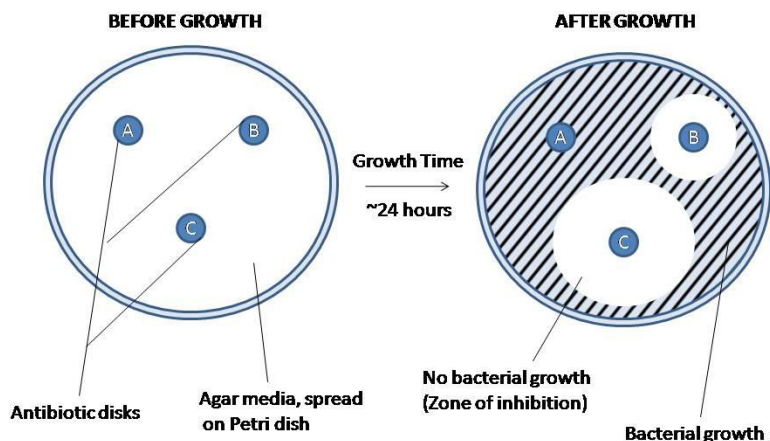 BEFORE GROWTH
AFTER GROWTH
A
B
C
Growth Time
~24 hours
A
B
C
Antibiotic disks
Agar media, spread
on Petri dish
No bacterial growth
(Zone of inhibition)
Bacterial growth